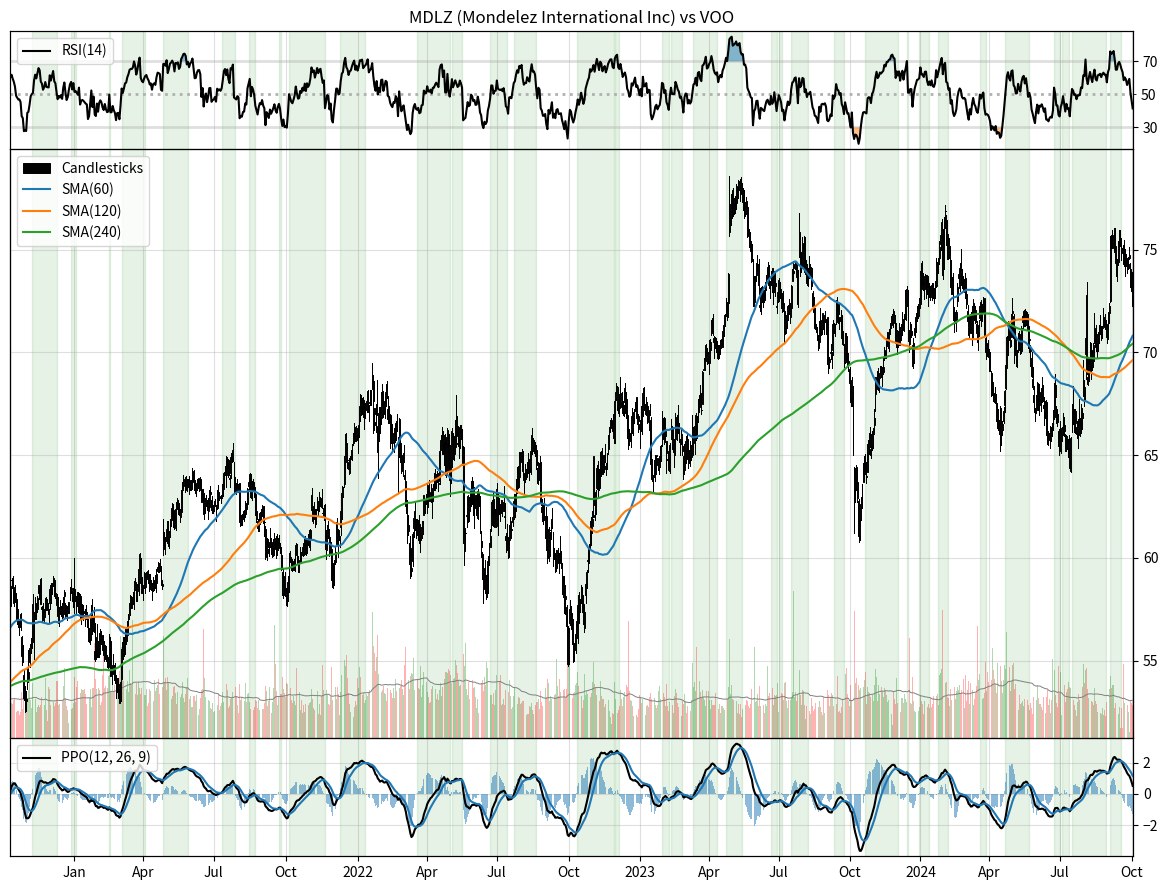 MDLZ (Mondelez International Inc) vs VOO
RSI(14)
70
50
30
Candlesticks
SMA(60)
SMA(120)
SMA(240)
75
70
65
60
55
PPO(12, 26, 9)
2
0
−2
Jan Apr Jul Oct 2022 Apr Jul Oct 2023 Apr Jul Oct 2024 Apr Jul Oct